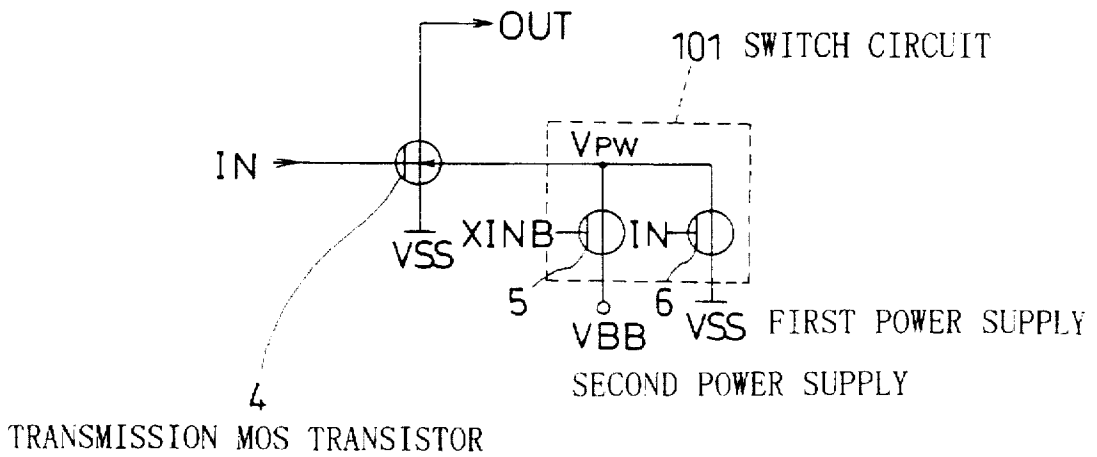 OUT
101 SWITCH CIRCUIT
VPW
IN
XINB
IN
VSS
5
6
VBB
VSS FIRST POWER SUPPLY
SECOND POWER SUPPLY
4
TRANSMISSION MOS TRANSISTOR